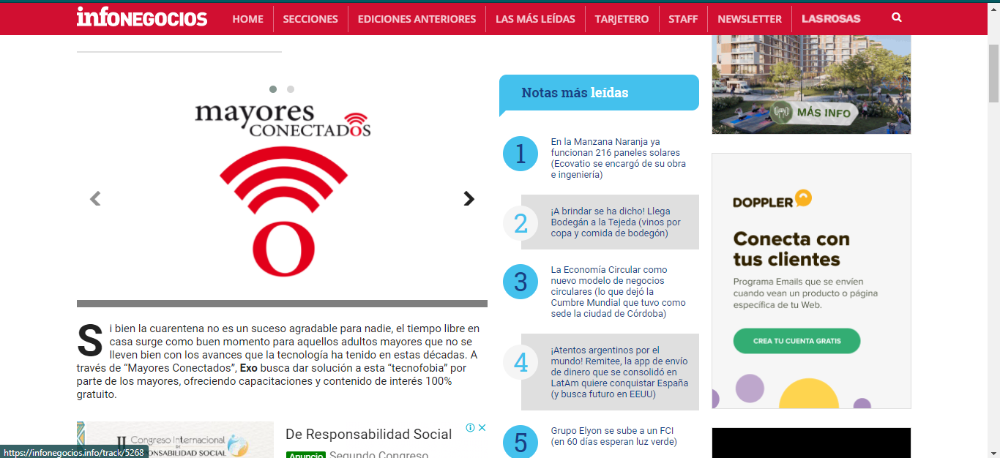 infonegocios
HOME
SECCIONES
EDICIONES ANTERIORES
LAS MÁS LEÍDAS
TARJETERO
STAFF
NEWSLETTER
LAS ROSAS
mayores
CONECTADOS
Si bien la cuarentena no es un suceso agradable para nadie, el tiempo libre en
casa surge como buen momento para aquellos adultos mayores que no se
lleven bien con los avances que la tecnología ha tenido en estas décadas. A
través de “Mayores Conectados”, Exo busca dar solución a esta “tecnofobia” por
parte de los mayores, ofreciendo capacitaciones y contenido de interés 100%
gratuito.
II Congreso Internacional
DE
RESPONSABILIDAD SOCIAL
De Responsabilidad Social
Anuncio Segundo Congreso
https://infonegocios.info/track/5268
Notas más leídas
1
En la Manzana Naranja ya
funcionan 216 paneles solares
(Ecovatio se encargó de su obra
e ingeniería)
2
¡A brindar se ha dicho! Llega
Bodegán a la Tejeda (vinos por
copa y comida de bodegón)
3
La Economía Circular como
nuevo modelo de negocios
circulares (lo que dejó la
Cumbre Mundial que tuvo como
sede la ciudad de Córdoba)
4
¡Atentos argentinos por el
mundo! Remitee, la app de envío
de dinero que se consolidó en
LatAm quiere conquistar España
(y busca futuro en EEUU)
5
Grupo Elyon se sube a un FCI
(en 60 días esperan luz verde)
MÁS INFO
DOPPLER
Conecta con
tus clientes
Programa Emails que se envíen
cuando vean un producto o página
específica de tu Web.
CREA TU CUENTA GRATIS